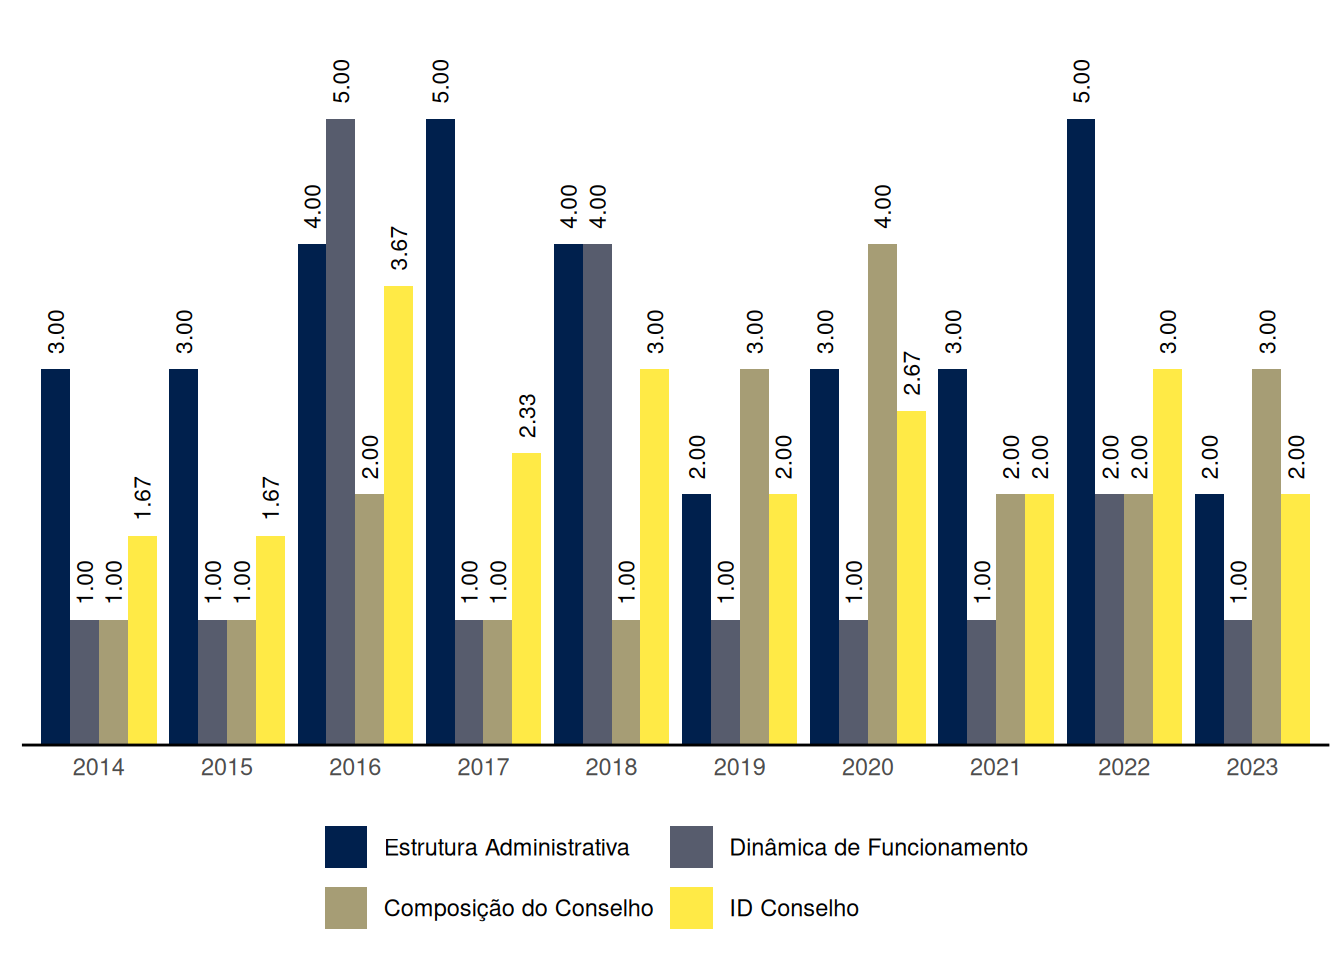 3.00 1.00 1.00 1.67 3.00 1.00 1.00 1.67 4.00 5.00 2.00 3.67 5.00 1.00 1.00 2.33 4.00 4.00 1.00 3.00 2.00 1.00 3.00 2.00 3.00 1.00 4.00 2.67 3.00 1.00 2.00 2.00 5.00 2.00 2.00 3.00 2.00 1.00 3.00 2.00
2014 2015 2016 2017 2018 2019 2020 2021 2022 2023
Estrutura Administrativa Dinâmica de Funcionamento
Composição do Conselho ID Conselho